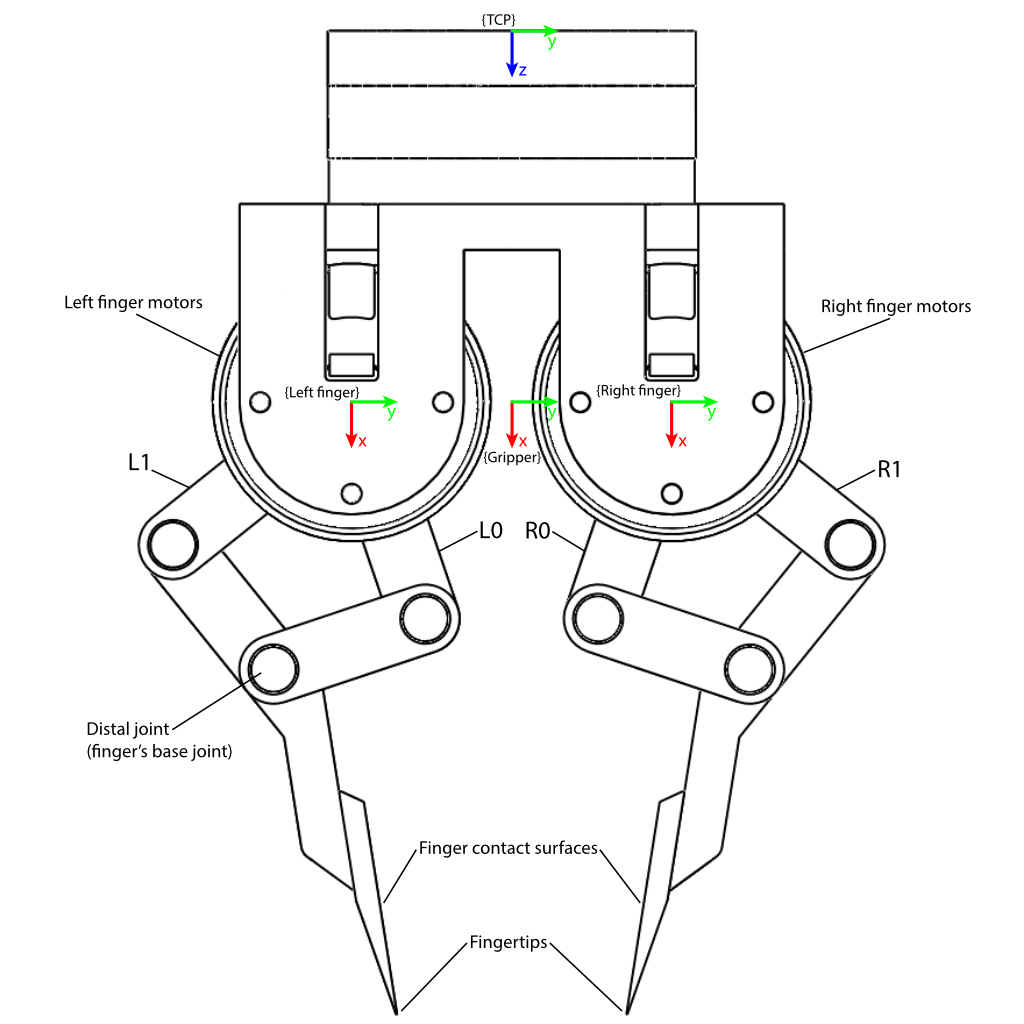 {TCP}
y
z
Left finger motors
Right finger motors
{Left finger}
y
x
y
x
{Gripper}
{Right finger}
y
x
L1
R1
L0
R0
Distal joint
(finger's base joint)
Finger contact surfaces
Fingertips